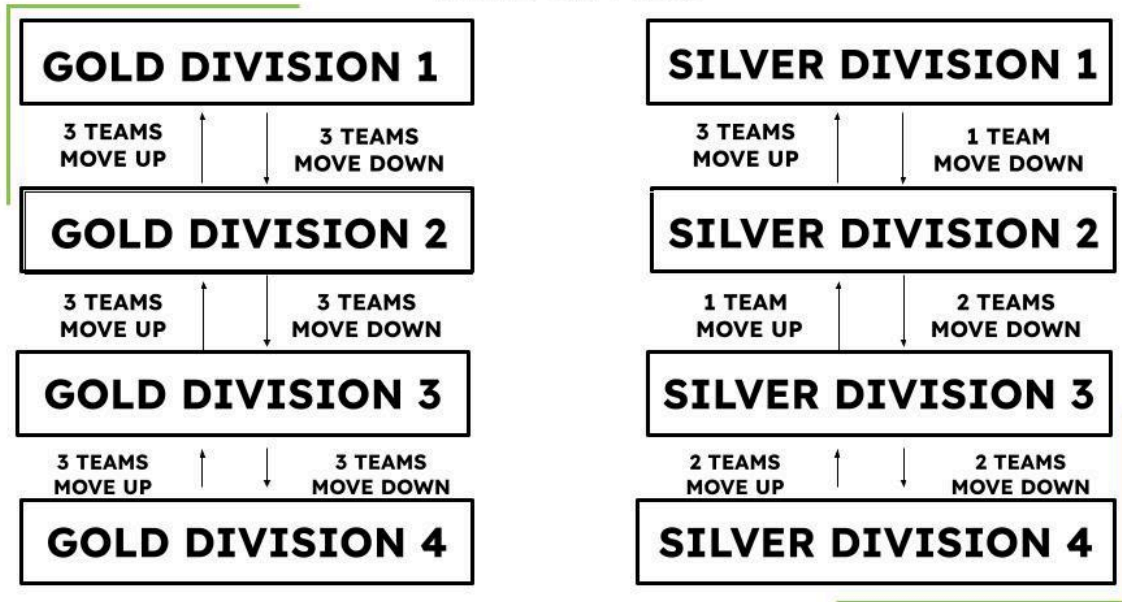 GOLD DIVISION 1
3 TEAMS
MOVE UP
3 TEAMS
MOVE DOWN
GOLD DIVISION 2
3 TEAMS
MOVE UP
3 TEAMS
MOVE DOWN
GOLD DIVISION 3
3 TEAMS
MOVE UP
3 TEAMS
MOVE DOWN
GOLD DIVISION 4
SILVER DIVISION 1
3 TEAMS
MOVE UP
1 TEAM
MOVE DOWN
SILVER DIVISION 2
1 TEAM
MOVE UP
2 TEAMS
MOVE DOWN
SILVER DIVISION 3
2 TEAMS
MOVE UP
2 TEAMS
MOVE DOWN
SILVER DIVISION 4